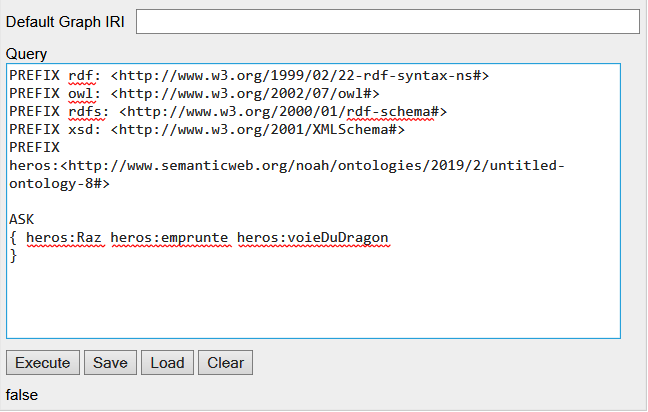 Default Graph IRI
Query
PREFIX rdf: <http://www.w3.org/1999/02/22-rdf-syntax-ns#>
PREFIX owl: <http://www.w3.org/2002/07/owl#>
PREFIX rdfs: <http://www.w3.org/2000/01/rdf-schema#>
PREFIX xsd: <http://www.w3.org/2001/XMLSchema#>
PREFIX
heros:<http://www.semanticweb.org/noah/ontologies/2019/2/untitled-
ontology-8#>
ASK
{ heros:Raz heros:emprunte heros:voieDuDragon
}
Execute Save Load Clear
false